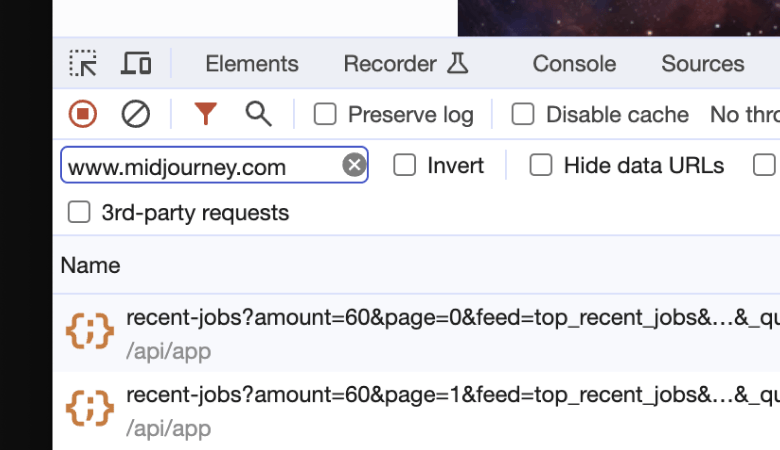 Elements Recorder Console Sources
Preserve log Disable cache No thro
www.midjourney.com Invert Hide data URLs
3rd-party requests
Name
recent-jobs?amount=60&page=0&feed=top_recent_jobs&…&_qu
/api/app
recent-jobs?amount=60&page=1&feed=top_recent_jobs&…&_qu
/api/app